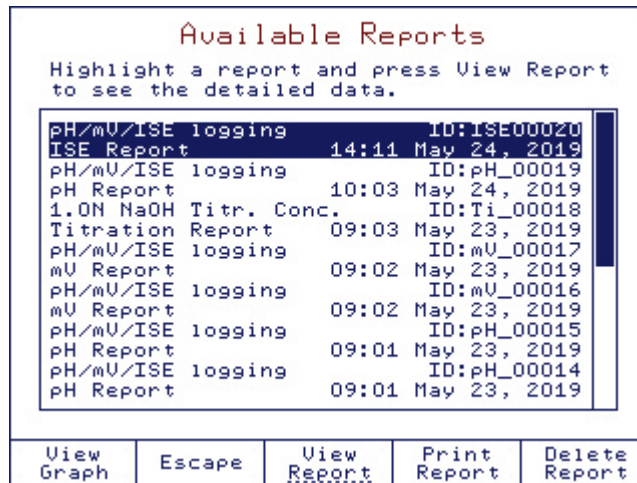 Available Reports
Highlight a report and press View Report
to see the detailed data.
pH/mV/ISE logging ID:ISE00020
ISE Report 14:11 May 24, 2019
pH/mV/ISE logging ID:pH_00019
pH Report 10:03 May 24, 2019
1.0N NaOH Titr. Conc. ID:Ti_00018
Titration Report 09:03 May 23, 2019
pH/mV/ISE logging ID:mV_00017
mV Report 09:02 May 23, 2019
pH/mV/ISE logging ID:mV_00016
mV Report 09:02 May 23, 2019
pH/mV/ISE logging ID:pH_00015
pH Report 09:01 May 23, 2019
pH/mV/ISE logging ID:pH_00014
pH Report 09:01 May 23, 2019
View Graph
Escape
View Report
Print Report
Delete Report